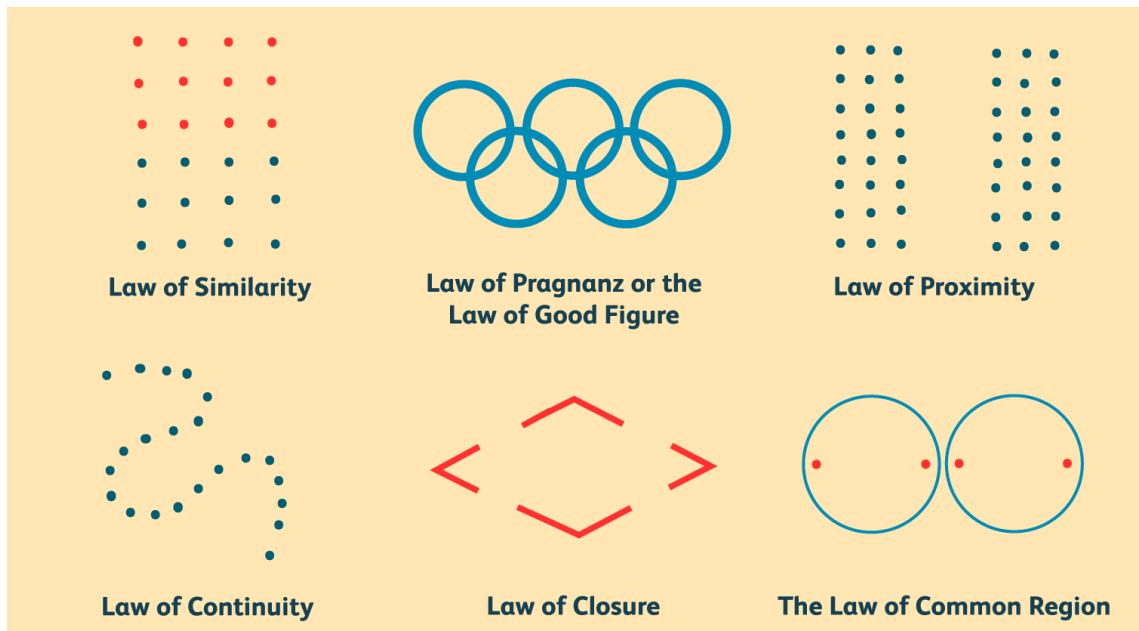 Law of Similarity
Law of Pragnanz or the
Law of Good Figure
Law of Proximity
Law of Continuity
Law of Closure
The Law of Common Region